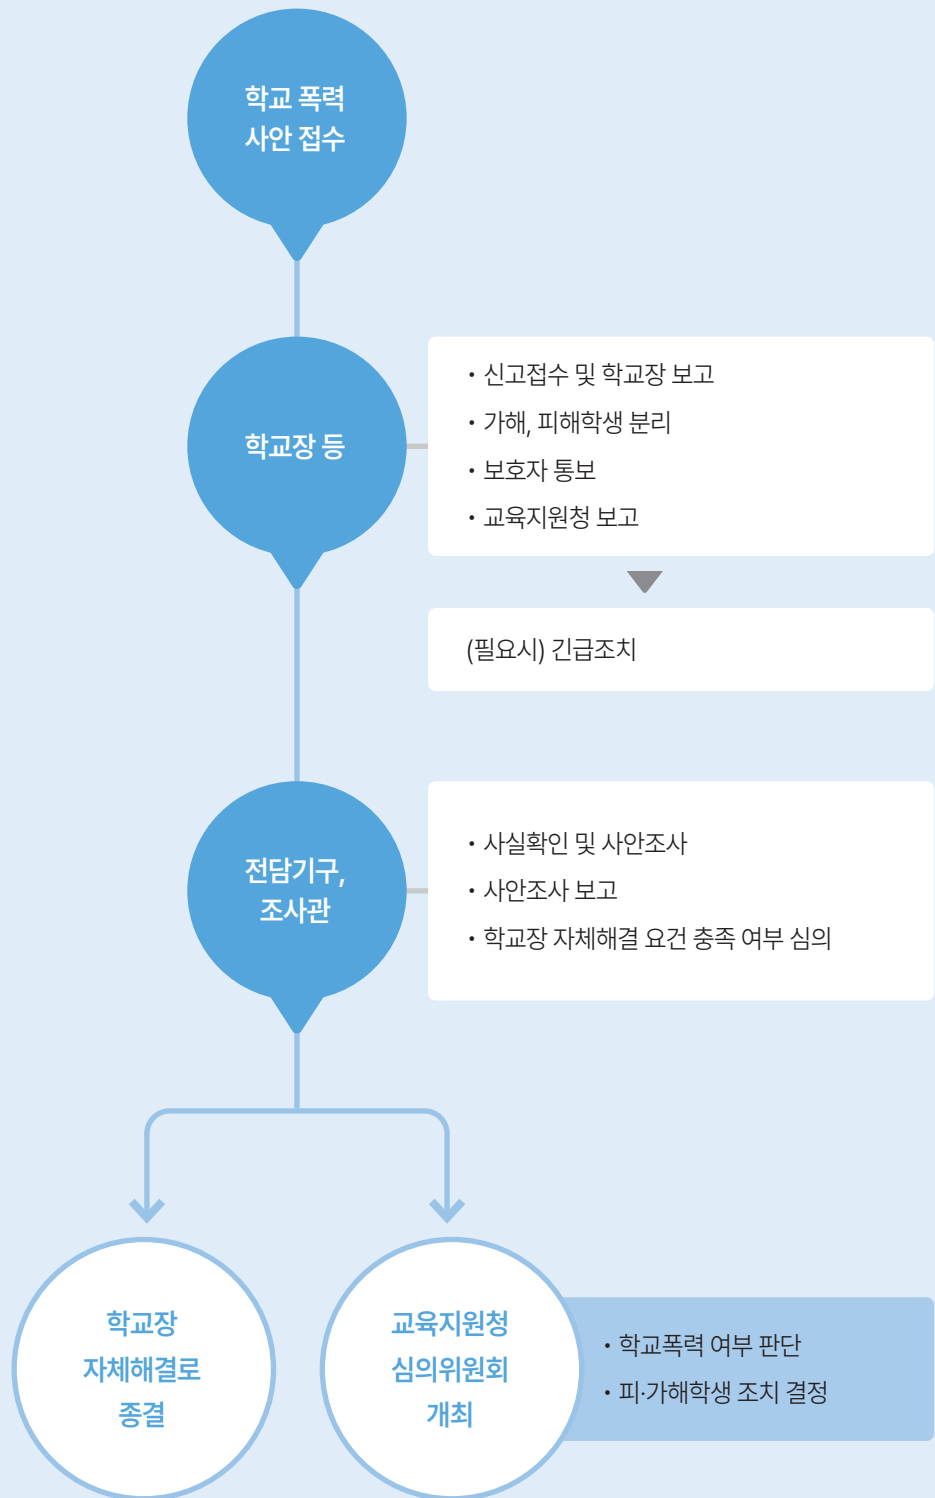 학교 폭력
사안 접수
학교장 등
• 신고접수 및 학교장 보고
• 가해, 피해학생 분리
• 보호자 통보
• 교육지원청 보고
(필요시) 긴급조치
전담기구,
조사관
• 사실확인 및 사안조사
• 사안조사 보고
• 학교장 자체해결 요건 충족 여부 심의
학교장
자체해결로
종결
교육지원청
심의위원회
개최
• 학교폭력 여부 판단
• 피·가해학생 조치 결정